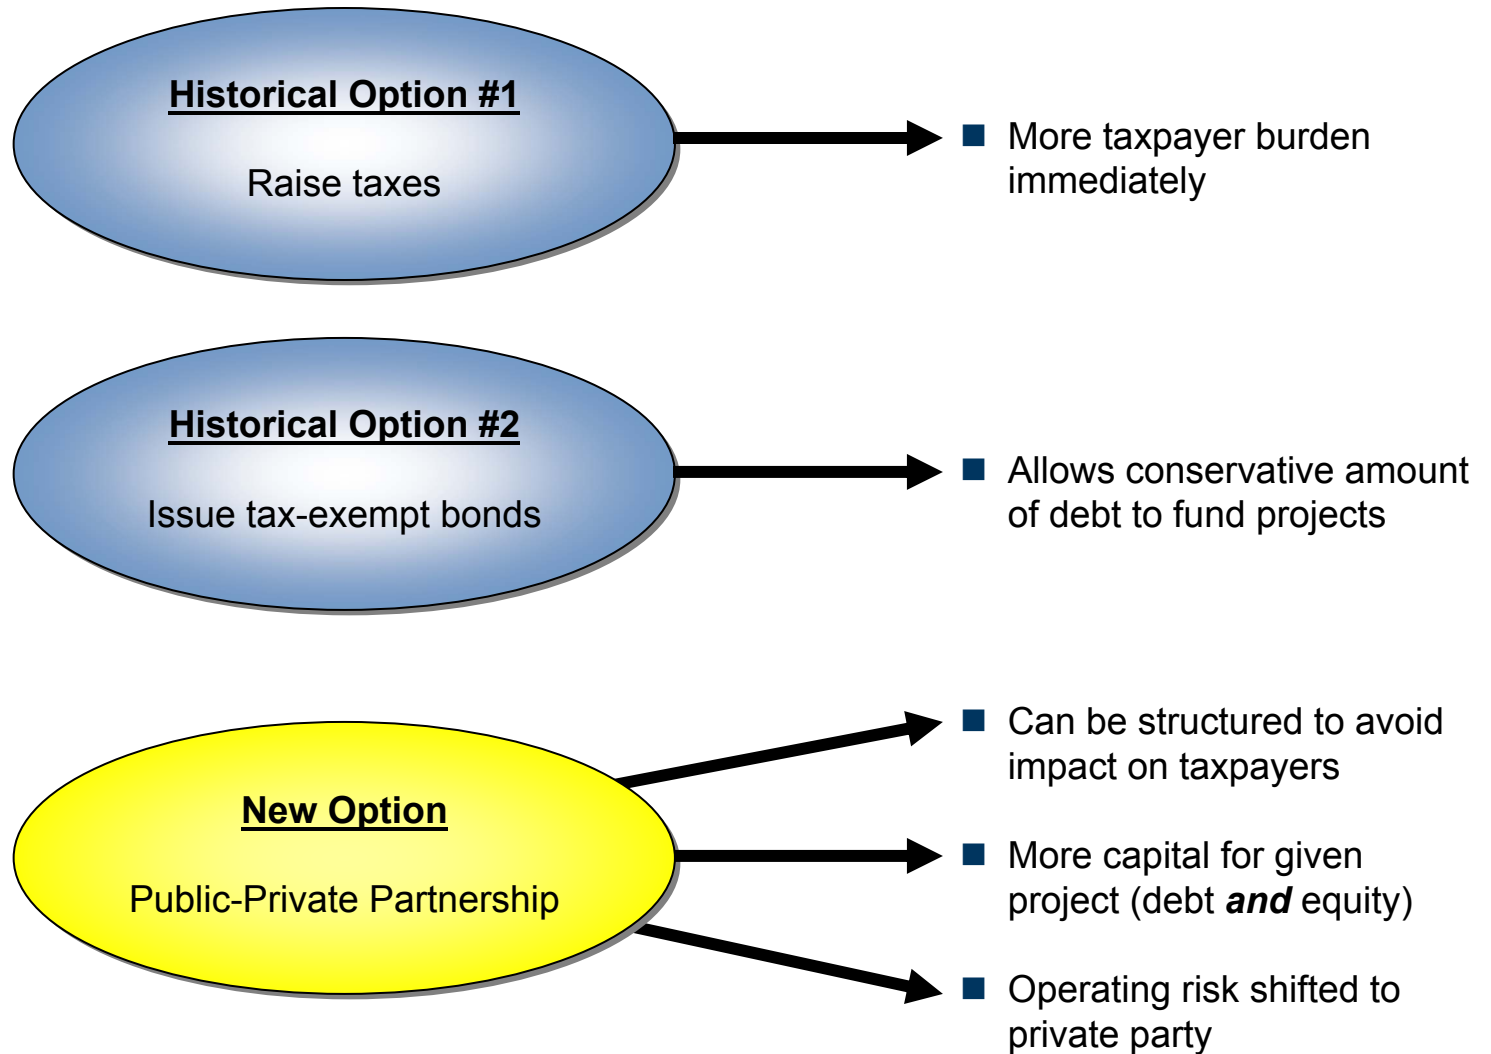 Historical Option #1
Raise taxes
More taxpayer burden
immediately
Historical Option #2
Issue tax-exempt bonds
Allows conservative amount
of debt to fund projects
New Option
Public-Private Partnership
Can be structured to avoid
impact on taxpayers
More capital for given
project (debt and equity)
Operating risk shifted to
private party